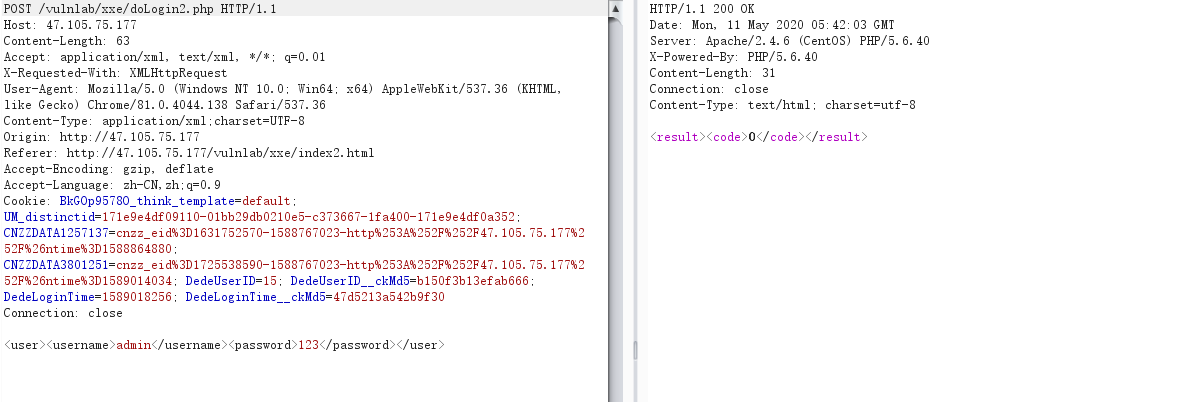 POST /vulnlab/xxe/doLogin2.php HTTP/1.1
Host: 47.105.75.177
Content-Length: 63
Accept: application/xml, text/xml, */*; q=0.01
X-Requested-With: XMLHttpRequest
User-Agent: Mozilla/5.0 (Windows NT 10.0; Win64; x64) AppleWebKit/537.36 (KHTML,
like Gecko) Chrome/81.0.4044.138 Safari/537.36
Content-Type: application/xml;charset=UTF-8
Origin: http://47.105.75.177
Referer: http://47.105.75.177/vulnlab/xxe/index2.html
Accept-Encoding: gzip, deflate
Accept-Language: zh-CN,zh;q=0.9
Cookie: BkGOp9578O_think_template=default;
UM_distinctid=171e9e4df09110-01bb29db0210e5-c373667-1fa400-171e9e4df0a352;
CNZZDATA1257137=cnzz_eid%3D1631752570-1588767023-http%253A%252F%252F47.105.75.177%2
52F%26ntime%3D1588864880;
CNZZDATA3801251=cnzz_eid%3D1725538590-1588767023-http%253A%252F%252F47.105.75.177%2
52F%26ntime%3D1589014034; DedeUserID=15; DedeUserID__ckMd5=b150f3b13efab666;
DedeLoginTime=1589018256; DedeLoginTime__ckMd5=47d5213a542b9f30
Connection: close
<user><username>admin</username><password>123</password></user>
HTTP/1.1 200 OK
Date: Mon, 11 May 2020 05:42:03 GMT
Server: Apache/2.4.6 (CentOS) PHP/5.6.40
X-Powered-By: PHP/5.6.40
Content-Length: 31
Connection: close
Content-Type: text/html; charset=utf-8
<result><code>0</code></result>